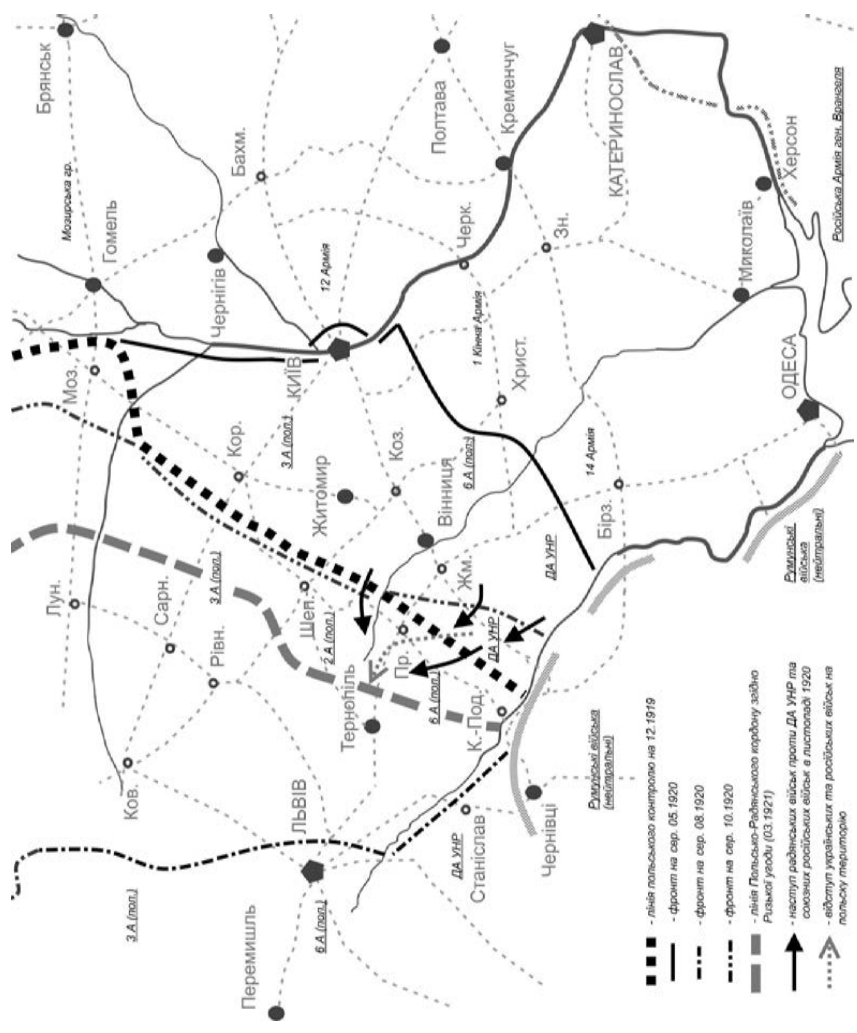 Брянськ
Лун.
Моз.
Мозирська гр.
Гомель
3 А (пол.)
Ков.
Сарн.
Рівн.
3 А (пол.)
Кор.
Чернігів
Бахм.
Перемишль
ЛЬВІВ
3 А (пол.)
КИЇВ
6 А (пол.)
Шеп.
Житомир
12 Армія
2 А (пол.)
Тернопіль
Пр.
Коз.
6 А (пол.)
Вінниця
Полтава
ДА УНР
Жм.
6 А (пол.)
Черк.
Станіслав
К.-Под.
1 Кінна Армія
ДА УНР
Кременчуг
Христ.
Чернівці
ДА УНР
Зн.
Румунські війська
(нейтральні)
14 Армія
Бірз.
КАТЕРИНОСЛАВ
Миколаїв
ОДЕСА
Херсон
Румунські
війська
(нейтральні)
Російська Армія ген. Врангеля
- лінія польського контролю на 12.1919
- фронт на сер. 05.1920
- фронт на сер. 08.1920
- фронт на сер. 10.1920
- лінія Польсько-Радянського кордону згідно
Ризької угоди (03.1921)
- наступ радянських військ проти ДА УНР та
союзних російських військ в листопаді 1920
- відступ українських та російських військ на
польску територію